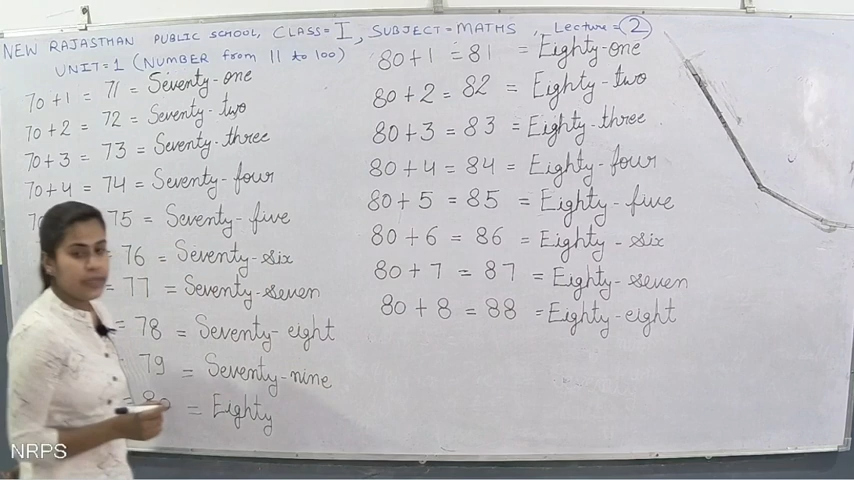 NEW RAJASTHAN PUBLIC SCHOOL, CLASS=I, SUBJECT=MATHS, Lecture=2
UNIT=1 (NUMBER from 11 to 100)
70+1 = 71 = Seventy-one
70+2 = 72 = Seventy-two
70+3 = 73 = Seventy-three
70+4 = 74 = Seventy-four
75 = Seventy-five
76 = Seventy-six
= 77 = Seventy-seven
= 78 = Seventy-eight
79 = Seventy-nine
= 80 = Eighty
80+1 = 81 = Eighty-one
80+2 = 82 = Eighty-two
80+3 = 83 = Eighty-three
80+4 = 84 = Eighty-four
80+5 = 85 = Eighty-five
80+6 = 86 = Eighty-six
80+7 = 87 = Eighty-seven
80+8 = 88 = Eighty-eight
NRPS